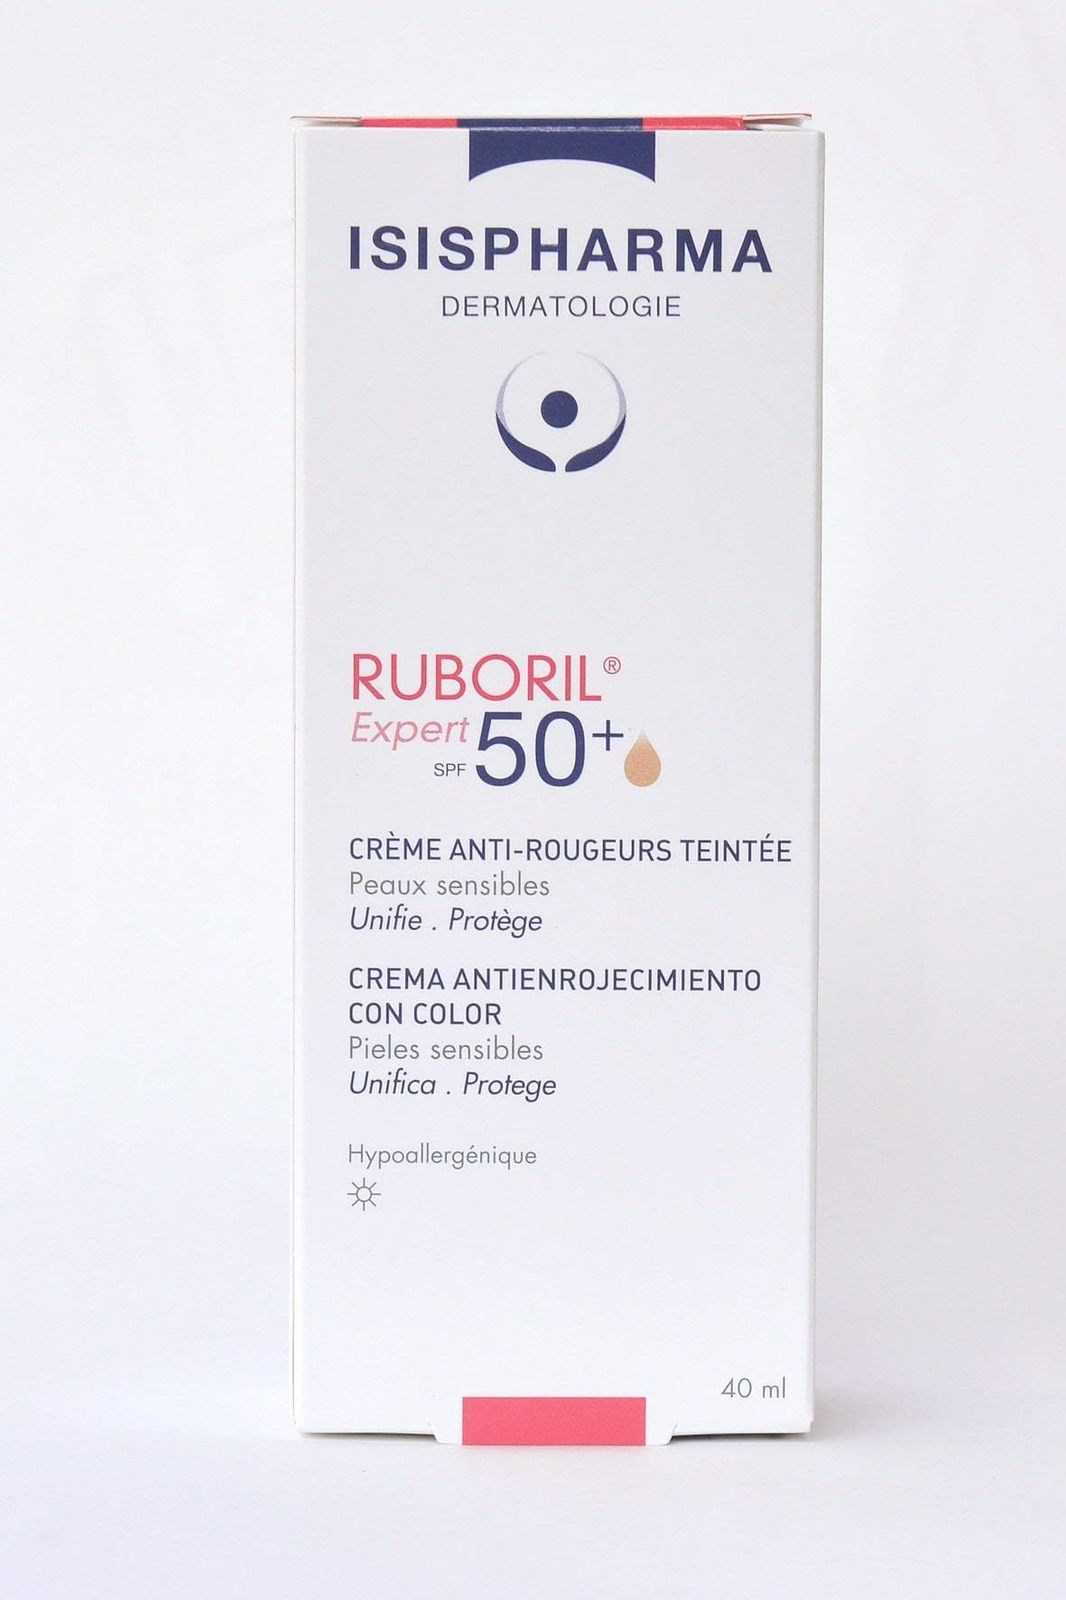 ISISPHARMA
DERMATOLOGIE
RUBORIL®
Expert
SPF 50+
CRÈME ANTI-ROUGEURS TEINTÉE
Peaux sensibles
Unifie . Protège
CREMA ANTIENROJECIMIENTO
CON COLOR
Pieles sensibles
Unifica . Protege
Hypoallergénique
40 ml